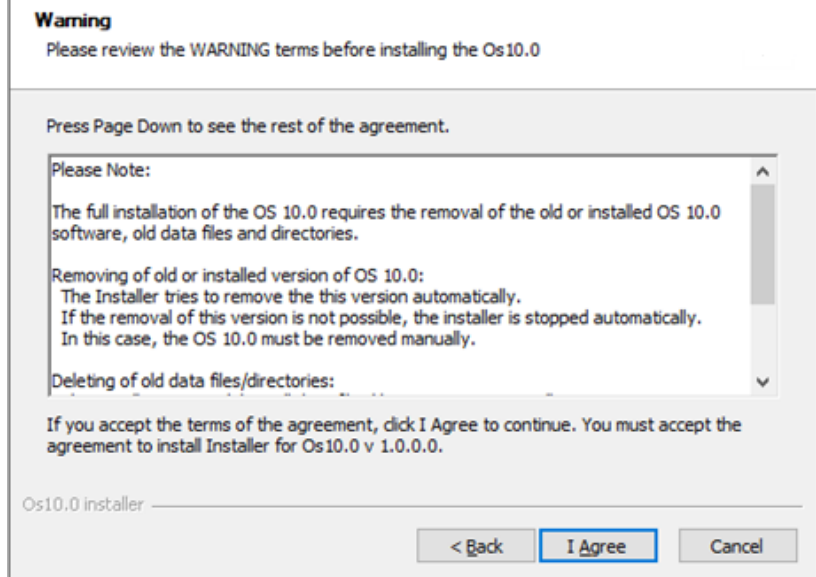 Warning
Please review the WARNING terms before installing the Os10.0
Press Page Down to see the rest of the agreement.
Please Note:
The full installation of the OS 10.0 requires the removal of the old or installed OS 10.0
software, old data files and directories.
Removing of old or installed version of OS 10.0:
The Installer tries to remove the this version automatically.
If the removal of this version is not possible, the installer is stopped automatically.
In this case, the OS 10.0 must be removed manually.
Deleting of old data files/directories:
If you accept the terms of the agreement, click I Agree to continue. You must accept the
agreement to install Installer for Os10.0 v 1.0.0.0.
Os10.0 installer
< Back I Agree Cancel